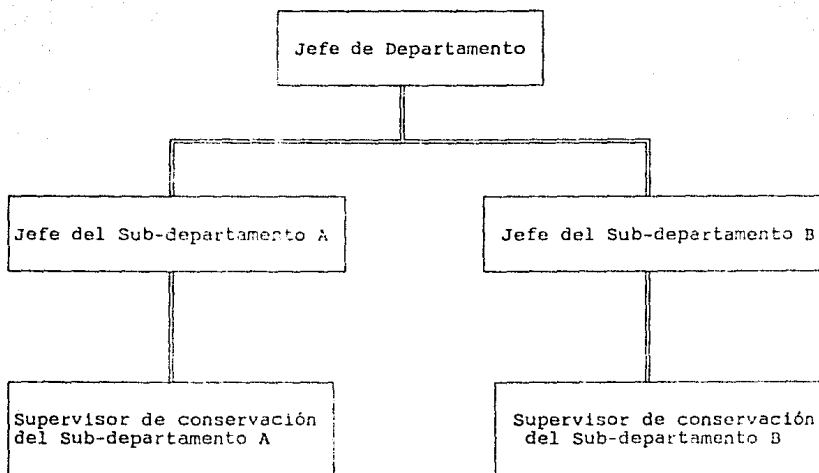 Jefe de Departamento
Jefe del Sub-departamento A
Jefe del Sub-departamento B
Supervisor de conservación
del Sub-departamento A
Supervisor de conservación
del Sub-departamento B